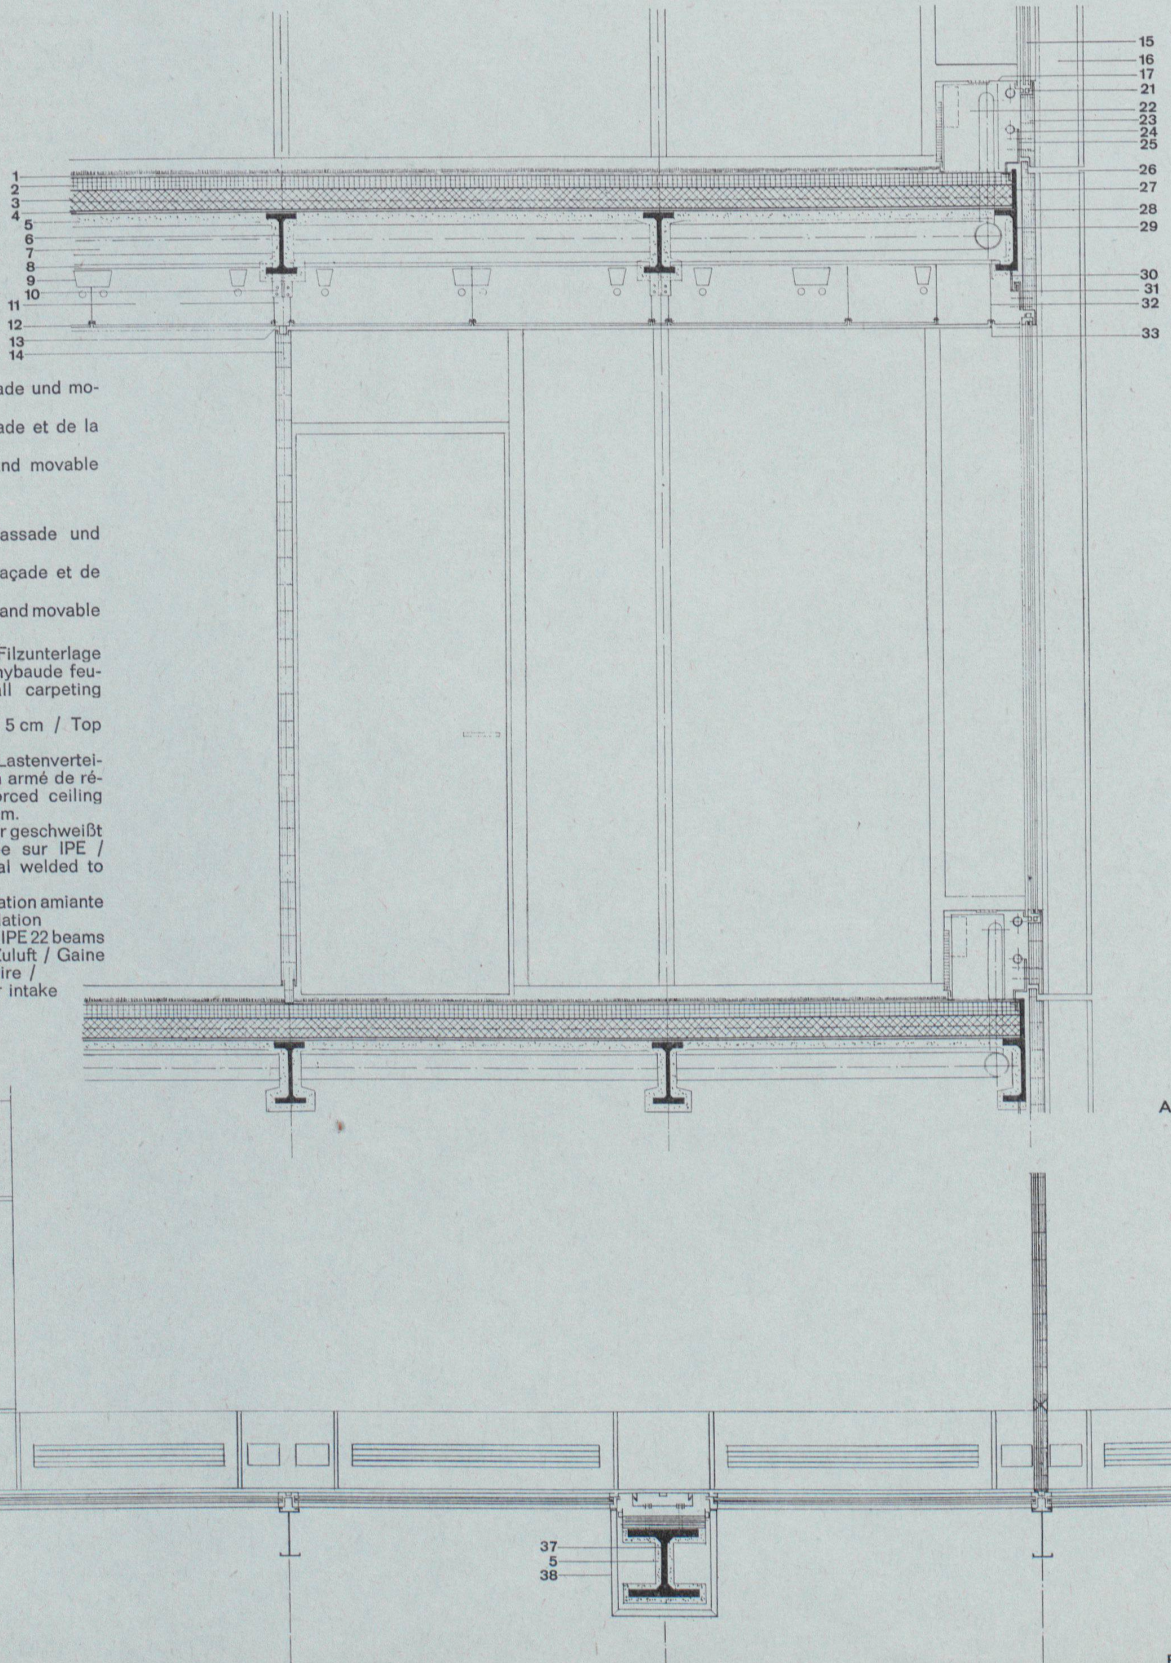 15
16
17
21
22
23
24
25
26
27
28
29
30
31
32
33
1
2
3
4
5
6
7
8
9
10
11
12
13
14
ade und mo-
ade et de la
nd movable
assade und
açade et de
and movable
Filzunterlage
nybaude feu-
all carpeting
5 cm / Top
Lastenvertei-
n armé de ré-
orced ceiling
m.
r geschweißt
e sur IPE /
al welded to
ation amiante
lation
IPE 22 beams
Zuluft / Gaine
ire /
r intake
A
37
5
38